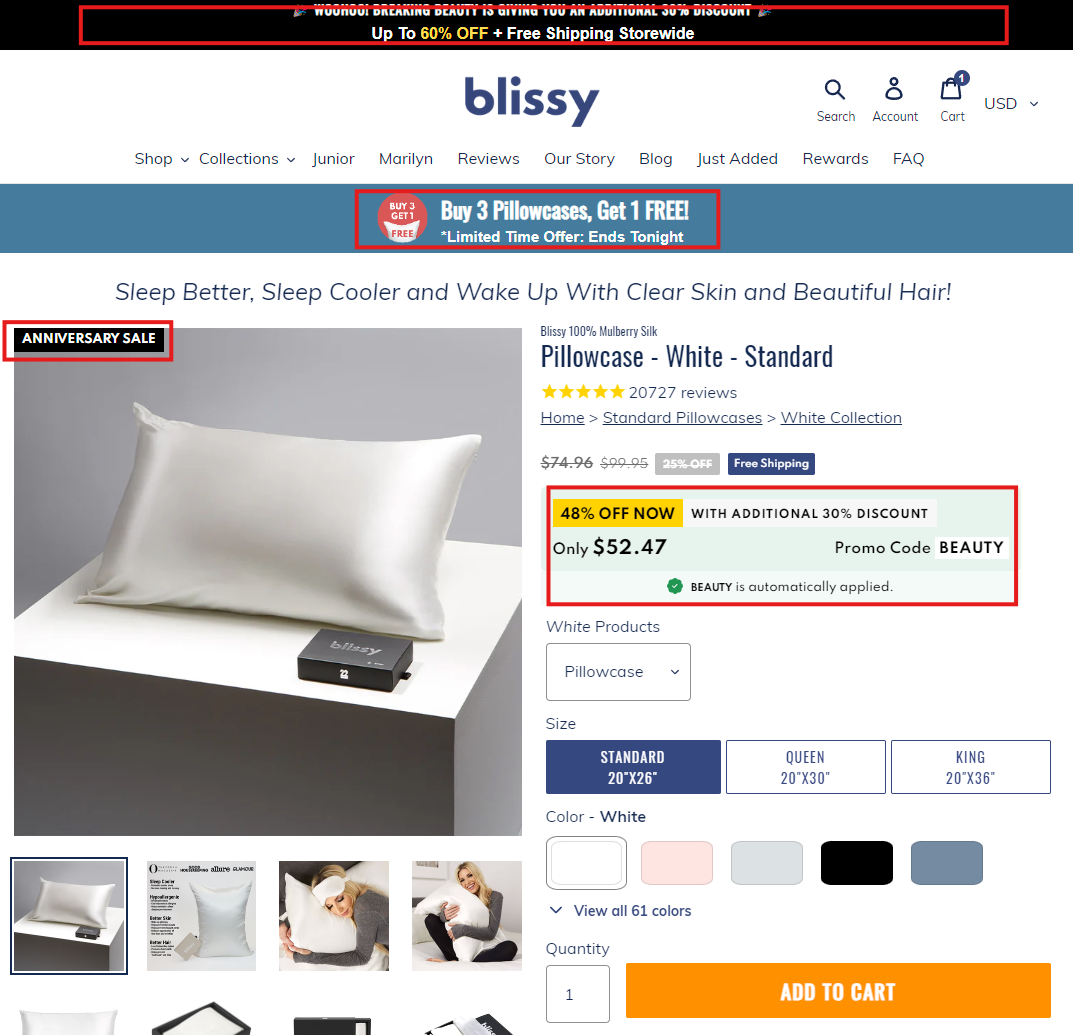 WOOHOO! BREAKING BEAUTY IS GIVING YOU AN ADDITIONAL 30% DISCOUNT
Up To 60% OFF + Free Shipping Storewide
blissy
Search
Account
1
Cart
USD
Shop Collections Junior Marilyn Reviews Our Story Blog Just Added Rewards FAQ
BUY 3
GET 1
FREE
Buy 3 Pillowcases, Get 1 FREE!
*Limited Time Offer: Ends Tonight
Sleep Better, Sleep Cooler and Wake Up With Clear Skin and Beautiful Hair!
ANNIVERSARY SALE
blissy
22
Blissy 100% Mulberry Silk
Pillowcase - White - Standard
20727 reviews
Home > Standard Pillowcases > White Collection
$74.96 $99.95 25% OFF Free Shipping
48% OFF NOW WITH ADDITIONAL 30% DISCOUNT
Only $52.47 Promo Code BEAUTY
BEAUTY is automatically applied.
White Products
Pillowcase
Size
STANDARD
20"X26"
QUEEN
20"X30"
KING
20"X36"
Color - White
View all 61 colors
Quantity
1
ADD TO CART
GOOD
HOUSEKEEPING
allure
GLAMOUR
Sleep Cooler
Hypoallergenic
Better Skin
Better Hair
blissy